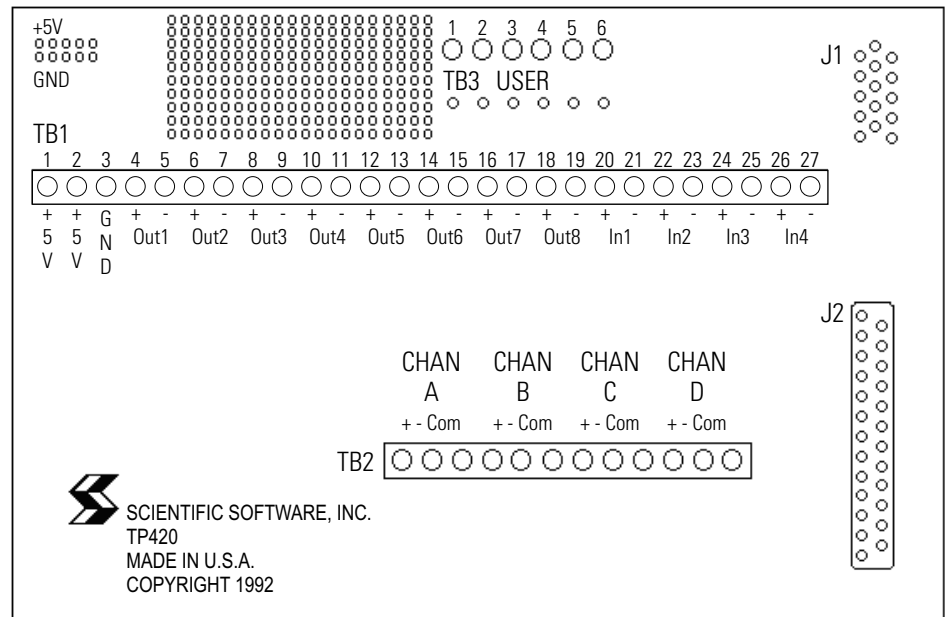 +5V
GND
1 2 3 4 5 6
TB3 USER
J1
TB1
1 2 3 4 5 6 7 8 9 10 11 12 13 14 15 16 17 18 19 20 21 22 23 24 25 26 27
+ + G + - + - + - + - + - + - + - + - + - + - + - + -
5 5 N Out1 Out2 Out3 Out4 Out5 Out6 Out7 Out8 In1 In2 In3 In4
V V D
J2
CHAN CHAN CHAN CHAN
A B C D
+ - Com + - Com + - Com + - Com
TB2
SCIENTIFIC SOFTWARE, INC.
TP420
MADE IN U.S.A.
COPYRIGHT 1992